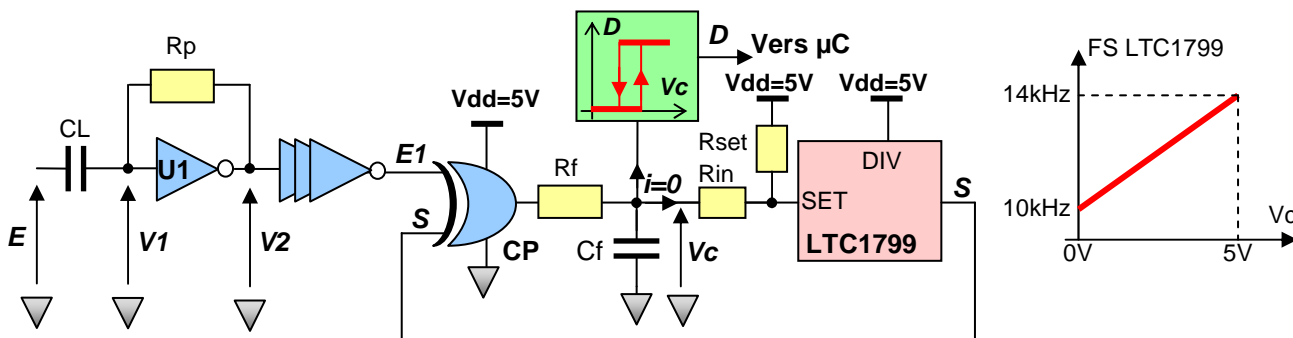 D
D
Vers µC
Vc
FS LTC1799
Rp
Vdd=5V
Vdd=5V
Vdd=5V
14kHz
CL
U1
E1
Rf
i=0
Rset
Rin
DIV
SET
S
LTC1799
10kHz
S
CP
Cf
Vc
E
V1
V2
0V
5V